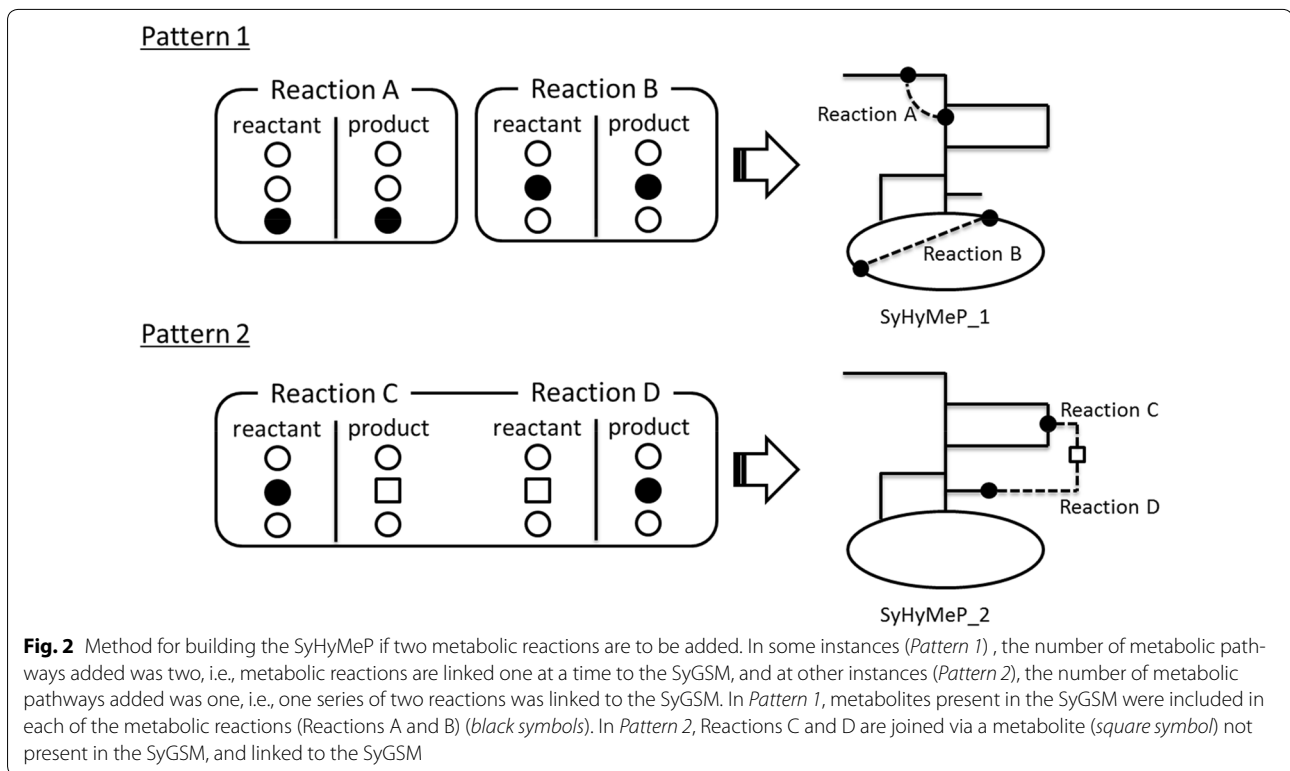 Pattern 1
Reaction A
reactant product
Reaction B
reactant product
Reaction A
Reaction B
SyHyMeP_1
Pattern 2
Reaction C
reactant product
Reaction D
reactant product
Reaction C
Reaction D
SyHyMeP_2
Fig. 2 Method for building the SyHyMeP if two metabolic reactions are to be added. In some instances (Pattern 1) , the number of metabolic path-
ways added was two, i.e., metabolic reactions are linked one at a time to the SyGSM, and at other instances (Pattern 2), the number of metabolic
pathways added was one, i.e., one series of two reactions was linked to the SyGSM. In Pattern 1, metabolites present in the SyGSM were included in
each of the metabolic reactions (Reactions A and B) (black symbols). In Pattern 2, Reactions C and D are joined via a metabolite (square symbol) not
present in the SyGSM, and linked to the SyGSM